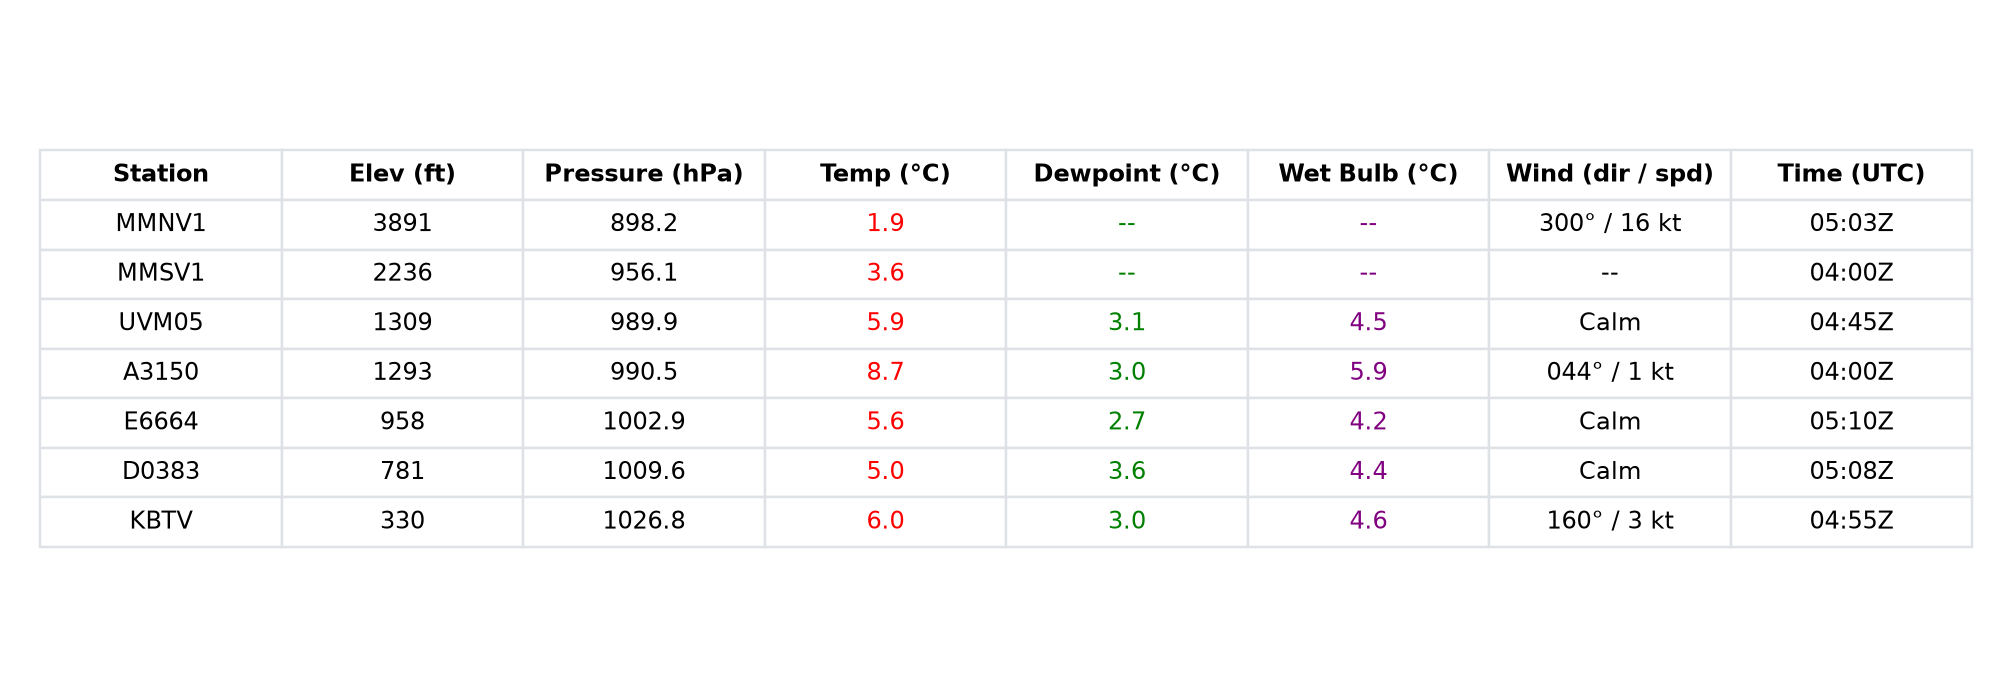 Station Elev (ft) Pressure (hPa) Temp (°C) Dewpoint (°C) Wet Bulb (°C) Wind (dir / spd) Time (UTC)
MMNV1 3891 898.2 1.9 -- -- 300° / 16 kt 05:03Z
MMSV1 2236 956.1 3.6 -- -- -- 04:00Z
UVM05 1309 989.9 5.9 3.1 4.5 Calm 04:45Z
A3150 1293 990.5 8.7 3.0 5.9 044° / 1 kt 04:00Z
E6664 958 1002.9 5.6 2.7 4.2 Calm 05:10Z
D0383 781 1009.6 5.0 3.6 4.4 Calm 05:08Z
KBTV 330 1026.8 6.0 3.0 4.6 160° / 3 kt 04:55Z